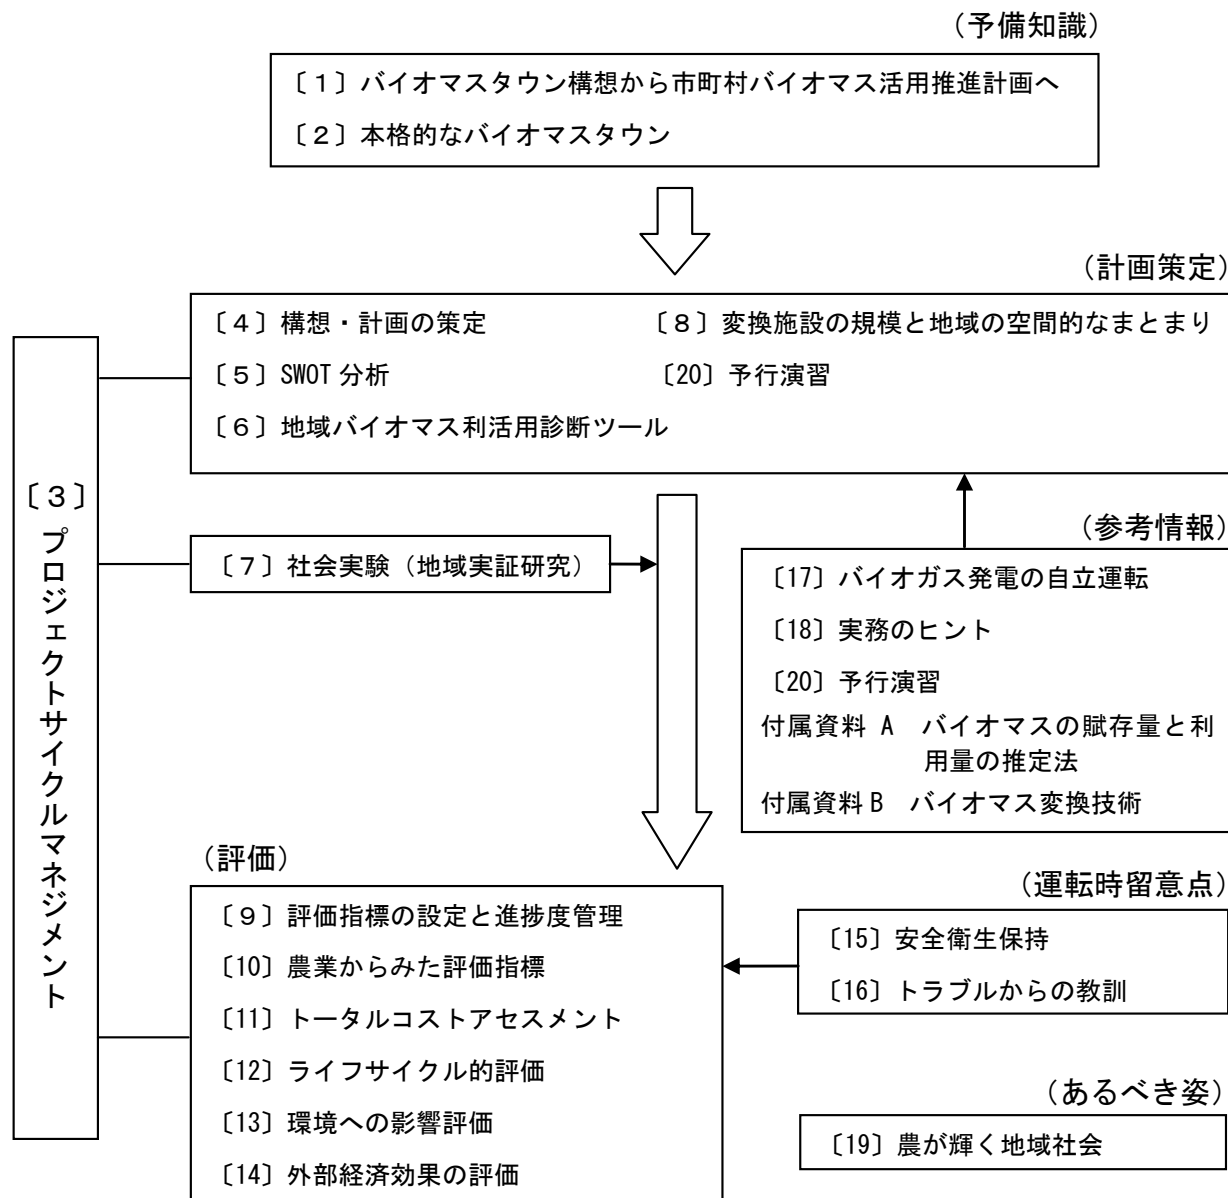 （予備知識）
〔１〕バイオマスタウン構想から市町村バイオマス活用推進計画へ
〔２〕本格的なバイオマスタウン
（計画策定）
〔４〕構想・計画の策定
〔８〕変換施設の規模と地域の空間的なまとまり
〔５〕SWOT 分析
〔20〕予行演習
〔６〕地域バイオマス利活用診断ツール
〔３〕プロジェクトサイクルマネジメント
〔７〕社会実験（地域実証研究）
（参考情報）
〔17〕バイオガス発電の自立運転
〔18〕実務のヒント
〔20〕予行演習
付属資料 A　バイオマスの賦存量と利
用量の推定法
付属資料 B　バイオマス変換技術
（評価）
〔９〕評価指標の設定と進捗度管理
〔10〕農業からみた評価指標
〔11〕トータルコストアセスメント
〔12〕ライフサイクル的評価
〔13〕環境への影響評価
〔14〕外部経済効果の評価
（運転時留意点）
〔15〕安全衛生保持
〔16〕トラブルからの教訓
（あるべき姿）
〔19〕農が輝く地域社会